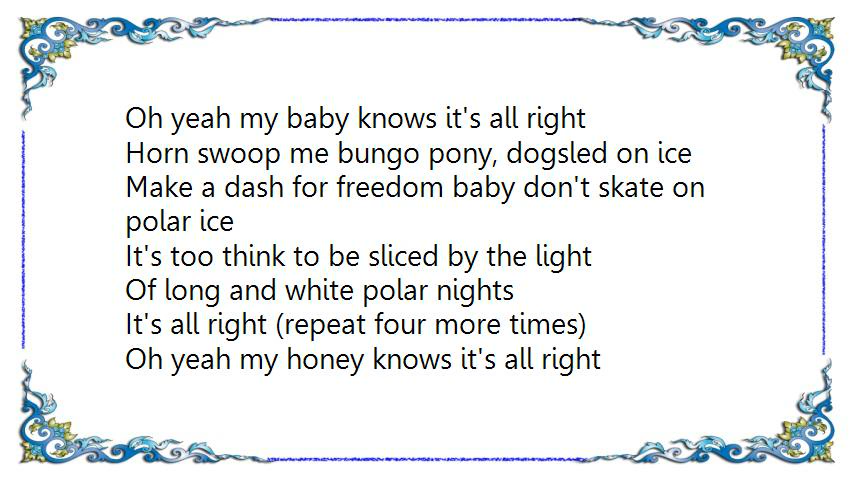 Oh yeah my baby knows it's all right
Horn swoop me bungo pony, dogsled on ice
Make a dash for freedom baby don't skate on
polar ice
It's too think to be sliced by the light
Of long and white polar nights
It's all right (repeat four more times)
Oh yeah my honey knows it's all right